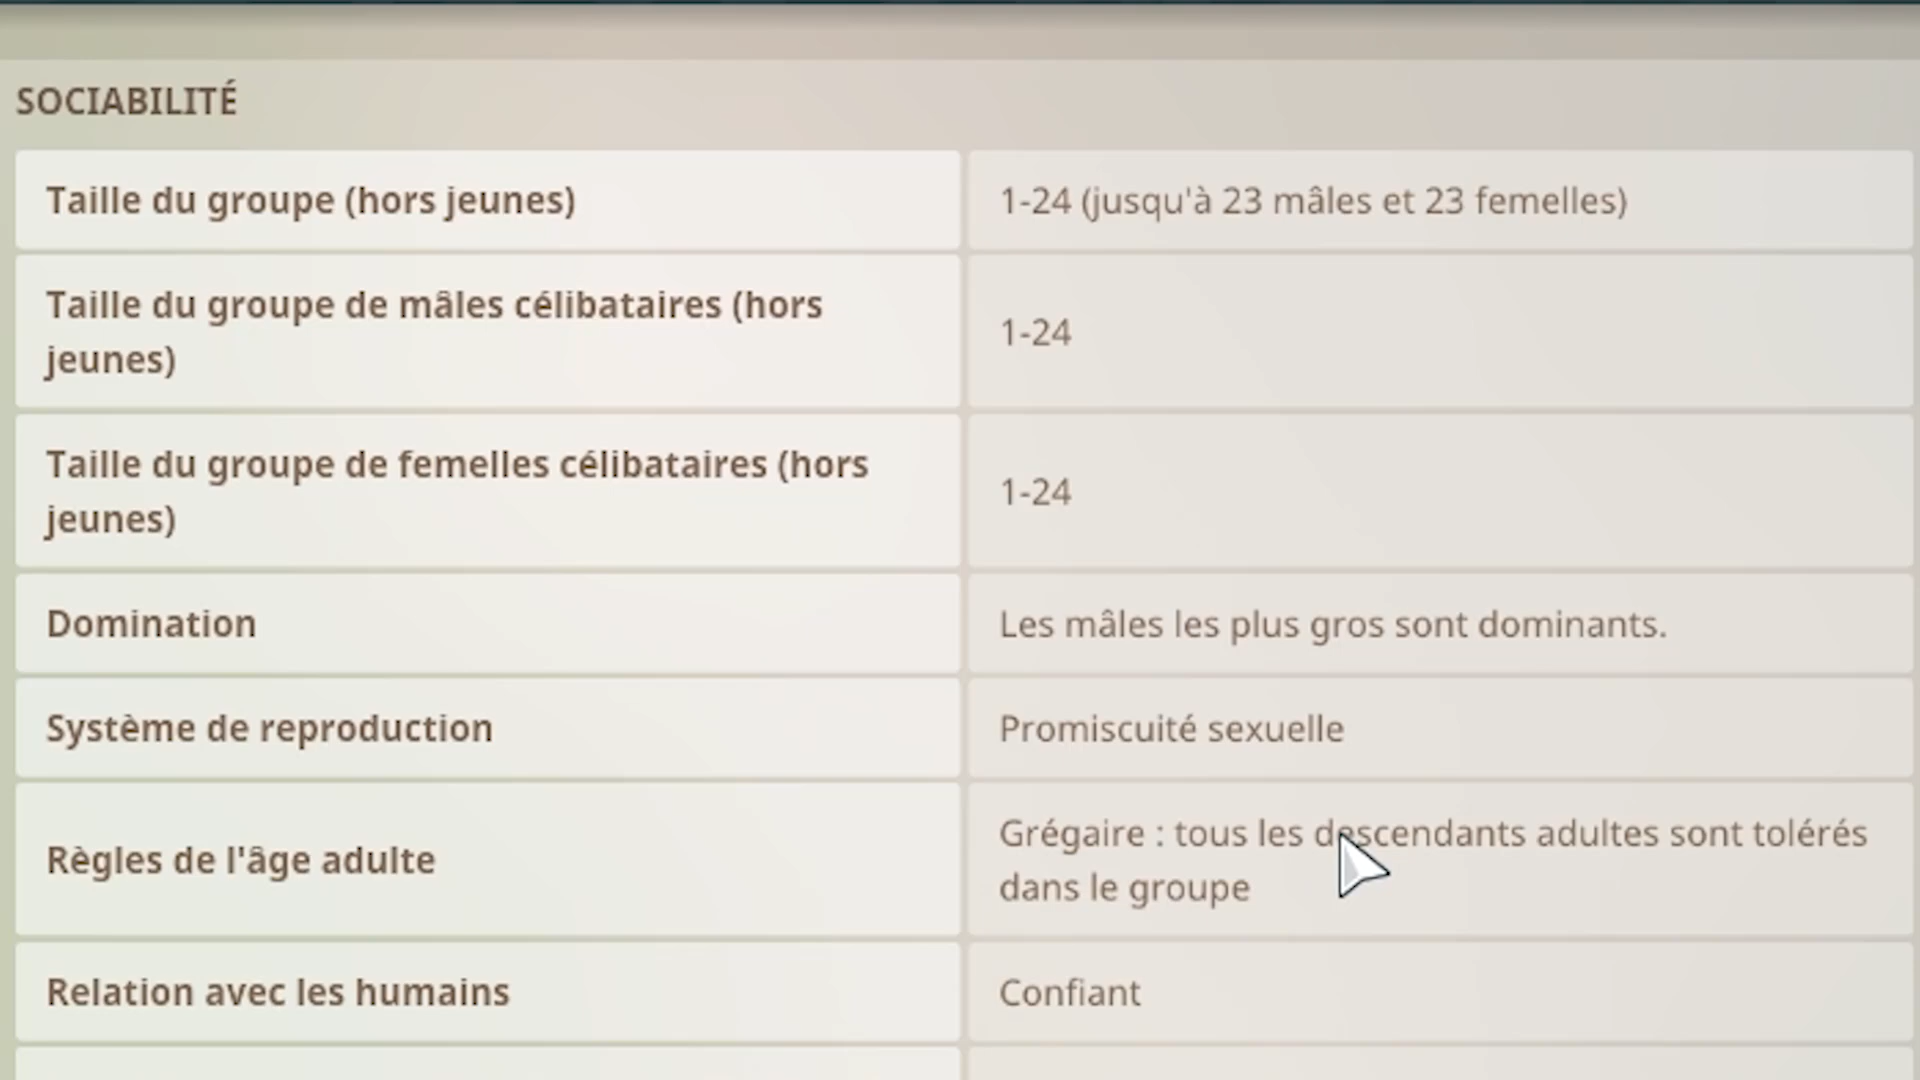 SOCIABILITÉ
Taille du groupe (hors jeunes)
1-24 (jusqu'à 23 mâles et 23 femelles)
Taille du groupe de mâles célibataires (hors
jeunes)
1-24
Taille du groupe de femelles célibataires (hors
jeunes)
1-24
Domination
Les mâles les plus gros sont dominants.
Système de reproduction
Promiscuité sexuelle
Règles de l'âge adulte
Grégaire : tous les descendants adultes sont tolérés
dans le groupe
Relation avec les humains
Confiant